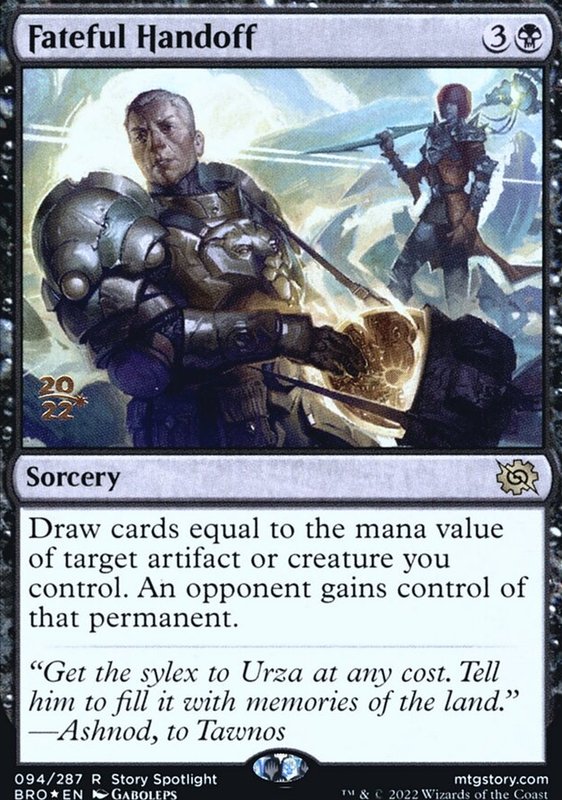 Fateful Handoff 3
20
22
Sorcery
Draw cards equal to the mana value
of target artifact or creature you
control. An opponent gains control of
that permanent.
“Get the sylex to Urza at any cost. Tell
him to fill it with memories of the land.”
—Ashnod, to Tawnos
094/287 R Story Spotlight
mtgstory.com
BRO★EN GABOLEPS
™ & © 2022 Wizards of the Coast